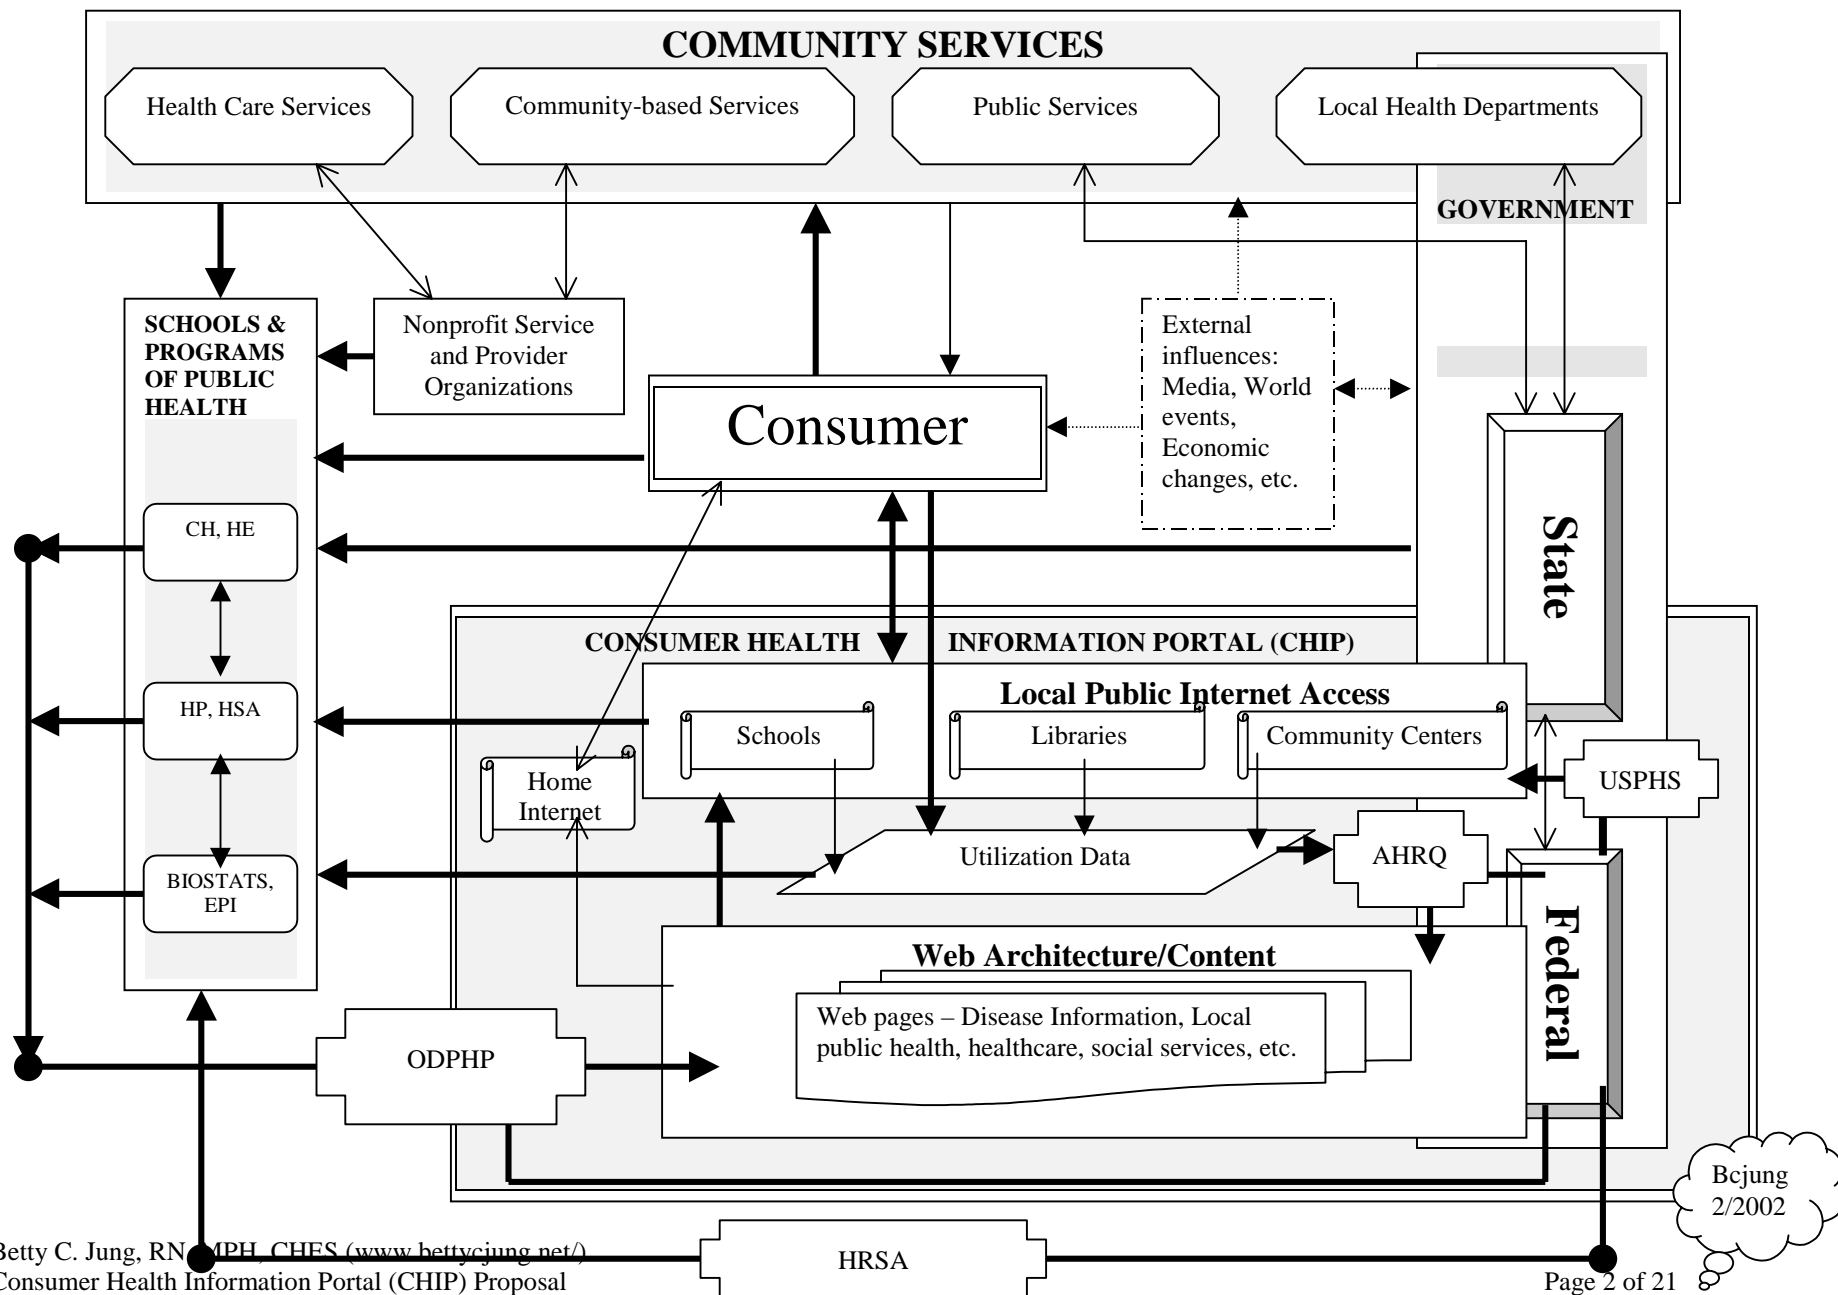 COMMUNITY SERVICES
Health Care Services
Community-based Services
Public Services
Local Health Departments
GOVERNMENT
SCHOOLS &
PROGRAMS
OF PUBLIC
HEALTH
Nonprofit Service
and Provider
Organizations
Consumer
External
influences:
Media, World
events,
Economic
changes, etc.
State
CH, HE
HP, HSA
BIOSTATS,
EPI
CONSUMER HEALTH INFORMATION PORTAL (CHIP)
Local Public Internet Access
Schools
Libraries
Community Centers
Home
Internet
USPHS
Utilization Data
AHRQ
Federal
Web Architecture/Content
Web pages – Disease Information, Local
public health, healthcare, social services, etc.
ODPHP
HRSA
Bcjung
2/2002
Betty C. Jung, RN, MPH, CHES (www.bettycjung.net/)
Consumer Health Information Portal (CHIP) Proposal
Page 2 of 21